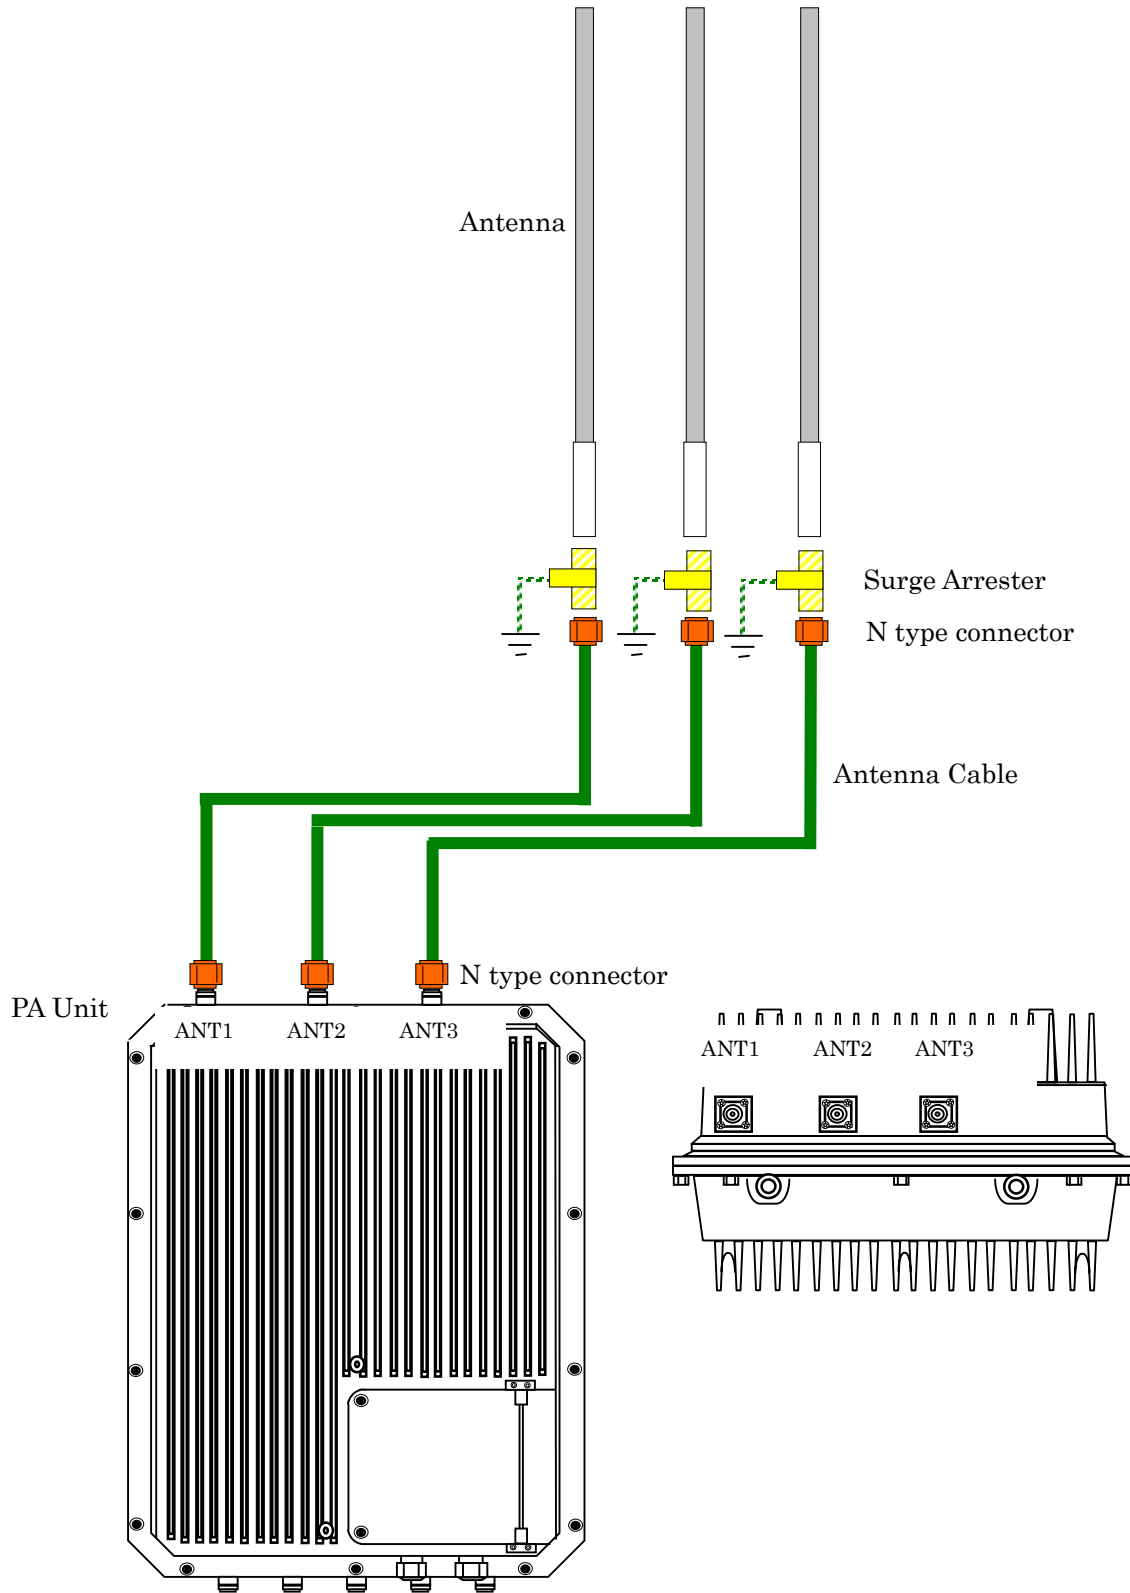 Antenna
Surge Arrester
N type connector
Antenna Cable
N type connector
PA Unit
ANT1 ANT2 ANT3
ANT1 ANT2 ANT3